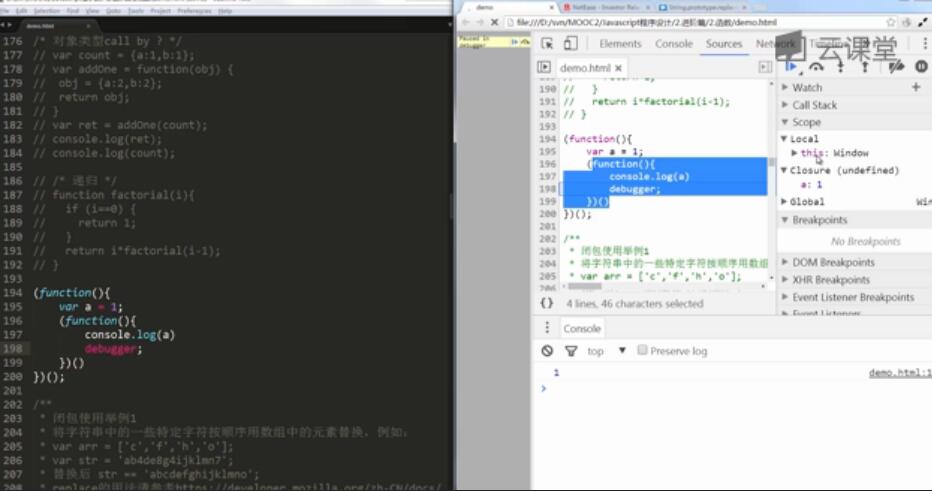 File Edit Selection Find View Goto Tools Project Preferences Help
demo.html
176 /* 对象类型call by ? */
177 // var count = {a:1,b:1};
178 // var addOne = function(obj) {
179 // obj = {a:2,b:2};
180 // return obj;
181 // }
182 // var ret = addOne(count);
183 // console.log(ret);
184 // console.log(count);
185
186 // /* 递归 */
187 // function factorial(i){
188 // if (i==0) {
189 // return 1;
190 // }
191 // return i*factorial(i-1);
192 // }
193
194 (function(){
195 var a = 1;
196 (function(){
197 console.log(a)
198 debugger;
199 })()
200 })();
201
202 /**
203 * 闭包使用举例1
204 * 将字符串中的一些特定字符按顺序用数组中的元素替换，例如：
205 * var arr = ['c','f','h','o'];
206 * var str = 'ab4de8g4ijklmn7';
207 * 替换后 str == 'abcdefghijklmno';
208 * replace的用法请参考https://developer.mozilla.org/zh-CN/docs/
demo
NetEase - Investor Rela
String.prototype.repla
file:///D:/svn/MOOC2/Javascript程序设计/2.进阶篇/2.函数/demo.html
Paused in debugger
Elements Console Sources Network Timeline
云课堂
demo.html
190 // }
191 // return i*factorial(i-1);
192 // }
193
194 (function(){
195 var a = 1;
196 (function(){
197 console.log(a)
198 debugger;
199 })()
200 })();
201
202 /**
203 * 闭包使用举例1
204 * 将字符串中的一些特定字符按顺序用数组
205 * var arr = ['c','f','h','o'];
206
{} 4 lines, 46 characters selected
Watch
Call Stack
Scope
Local
this: Window
Closure (undefined)
a: 1
Global Win
Breakpoints
No Breakpoints
DOM Breakpoints
XHR Breakpoints
Event Listener Breakpoints
Event Listeners
Console
top Preserve log
1 demo.html:1